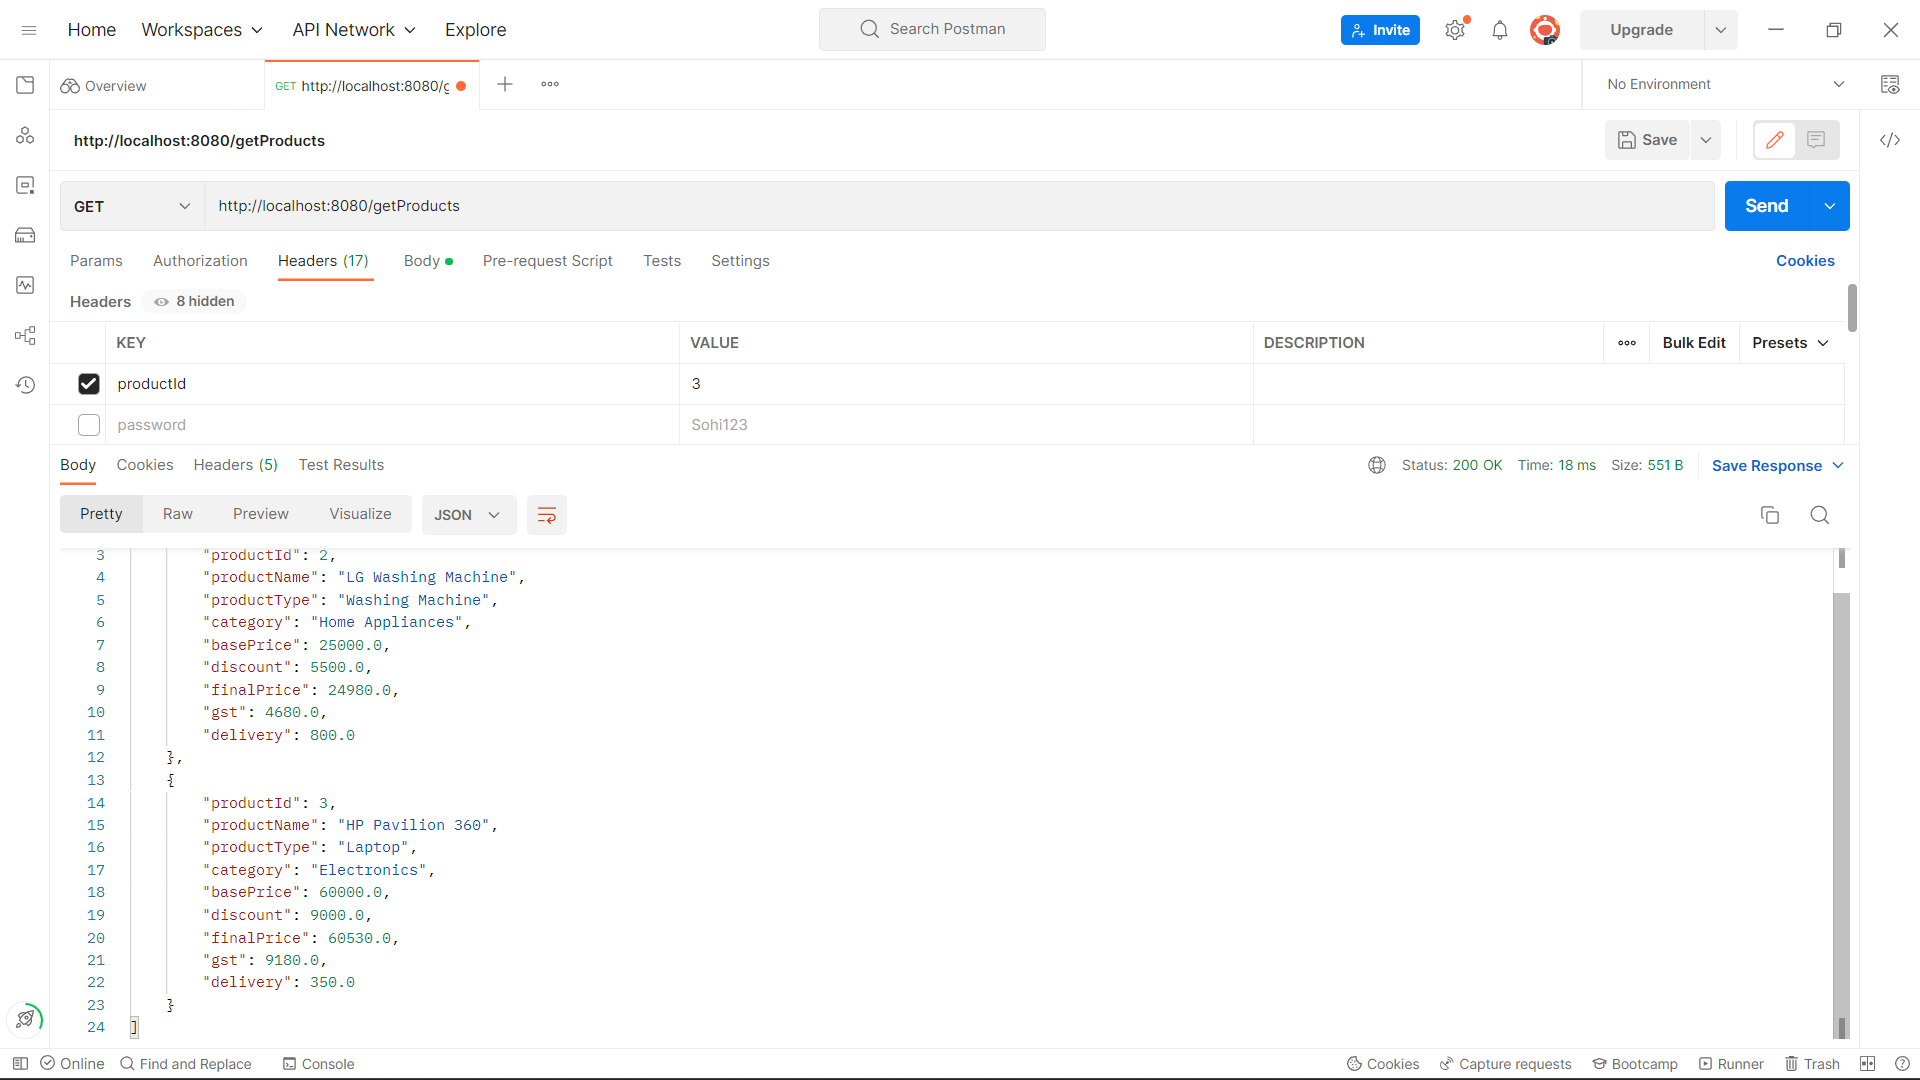 Home Workspaces API Network Explore Search Postman Invite Upgrade
Overview GET http://localhost:8080/g No Environment
http://localhost:8080/getProducts Save
GET http://localhost:8080/getProducts Send
Params Authorization Headers (17) Body Pre-request Script Tests Settings Cookies
Headers 8 hidden
KEY VALUE DESCRIPTION Bulk Edit Presets
productId 3
password Sohi123
Body Cookies Headers (5) Test Results Status: 200 OK Time: 18 ms Size: 551 B Save Response
Pretty Raw Preview Visualize JSON
3 "productId": 2,
4 "productName": "LG Washing Machine",
5 "productType": "Washing Machine",
6 "category": "Home Appliances",
7 "basePrice": 25000.0,
8 "discount": 5500.0,
9 "finalPrice": 24980.0,
10 "gst": 4680.0,
11 "delivery": 800.0
12 },
13 {
14 "productId": 3,
15 "productName": "HP Pavilion 360",
16 "productType": "Laptop",
17 "category": "Electronics",
18 "basePrice": 60000.0,
19 "discount": 9000.0,
20 "finalPrice": 60530.0,
21 "gst": 9180.0,
22 "delivery": 350.0
23 }
24 ]
Online Find and Replace Console Cookies Capture requests Bootcamp Runner Trash